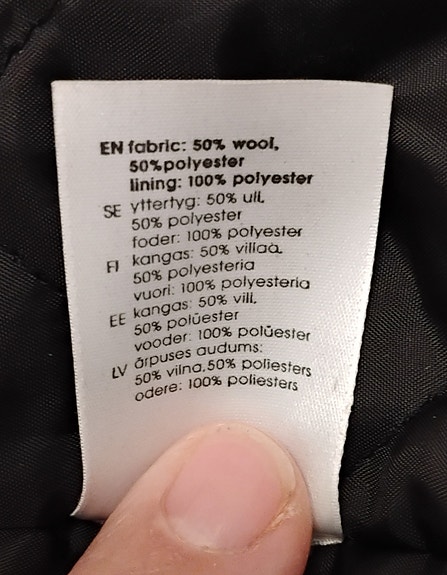 EN fabric: 50% wool,
50%polyester
lining: 100% polyester
SE yttertyg: 50% ull,
50% polyester
foder: 100% polyester
FI kangas: 50% villaa,
50% polyesteria
vuori: 100% polyesteria
EE kangas: 50% vill,
50% polüester
vooder: 100% polüester
LV ārpuses audums:
50% vilna,50% poliesters
odere: 100% poliesters